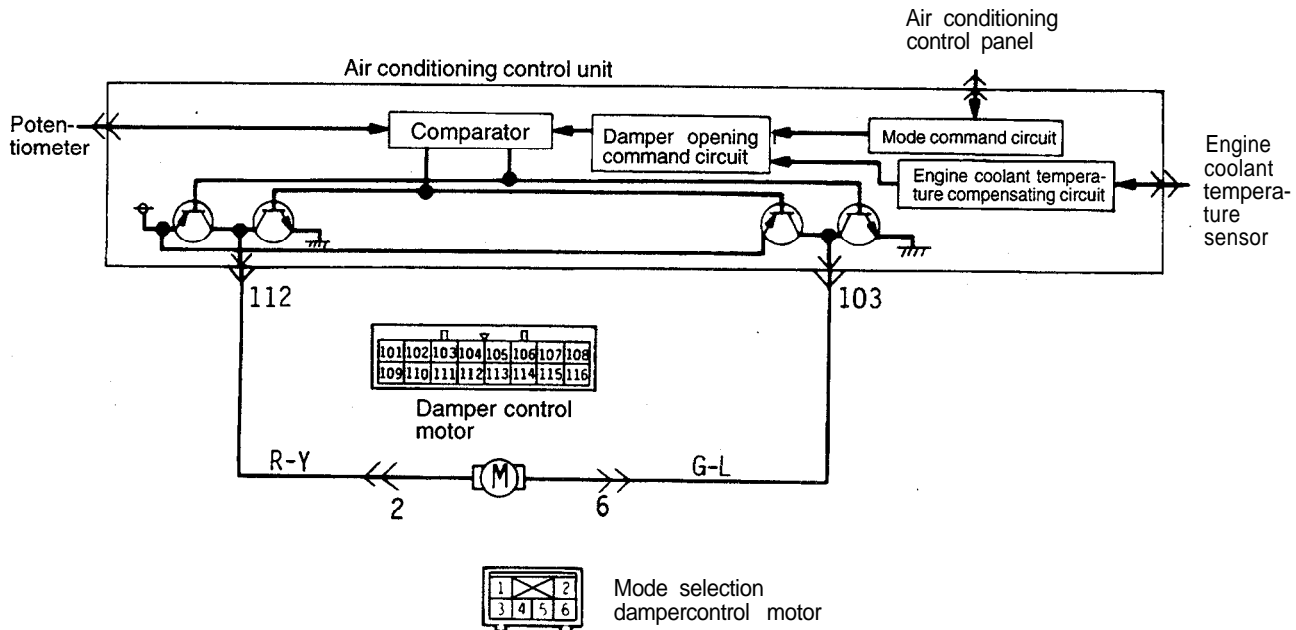 Air conditioning
control panel
Air conditioning control unit
Poten-
tiometer
Comparator
Damper opening
command circuit
Mode command circuit
Engine coolant tempera-
ture compensating circuit
Engine
coolant
tempera-
ture
sensor
112
103
101 102 103 104 105 106 107 108
109 110 111 112 113 114 115 116
Damper control
motor
R-Y
M
G-L
2
6
1 2
3 4 5 6
Mode selection
dampercontrol motor